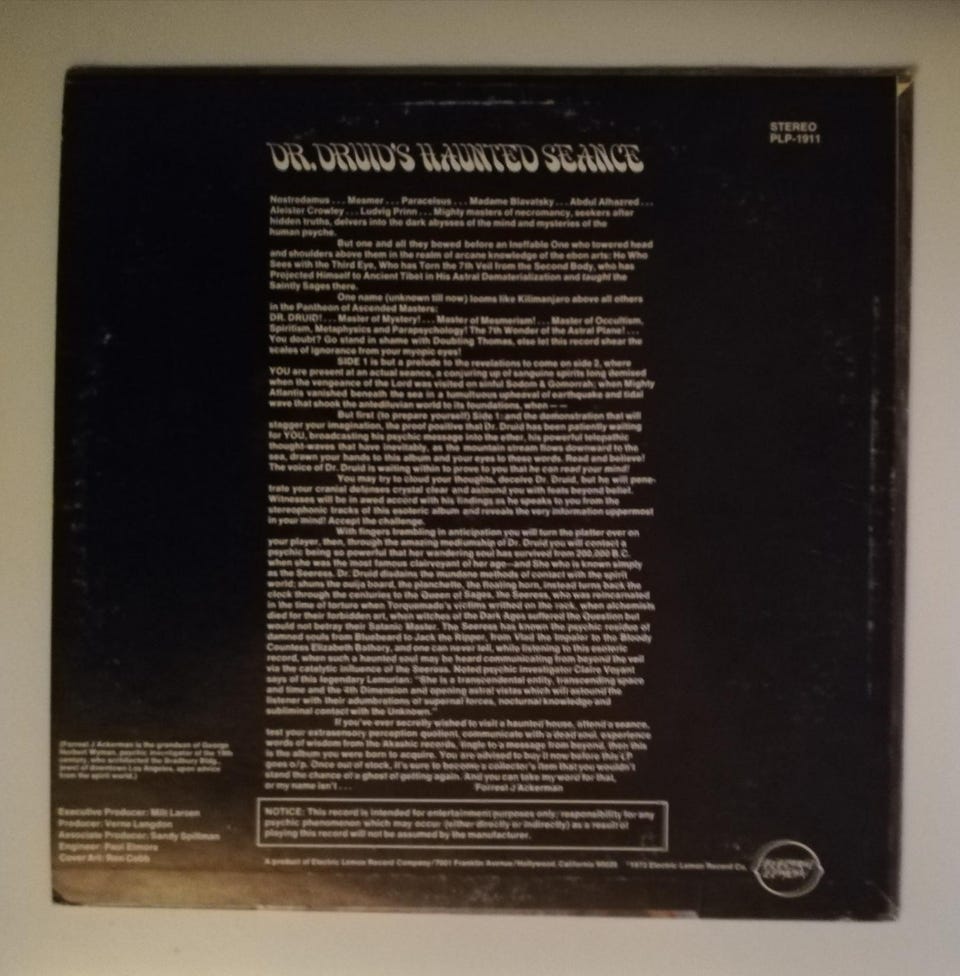 STEREO
PLP-1911
DR. DRUID'S HAUNTED SEANCE
Nostradamus . . . Mesmer . . . Paracelsus . . . Madame Blavatsky . . . Abdul Alhazred . . .
Aleister Crowley . . . Ludvig Prinn . . . Mighty masters of necromancy, seekers after
hidden truths, delvers into the dark abysses of the mind and mysteries of the
human psyche.
But one and all they bowed before an Ineffable One who towered head
and shoulders above them in the realm of arcane knowledge of the ebon arts: He Who
Sees with the Third Eye, Who has Torn the 7th Veil from the Second Body, who has
Projected Himself to Ancient Tibet in His Astral Dematerialization and taught the
Saintly Sages there.
One name (unknown till now) looms like Kilimanjaro above all others
in the Pantheon of Ascended Masters:
DR. DRUID! . . . Master of Mystery! . . . Master of Mesmerism! . . . Master of Occultism,
Spiritism, Metaphysics and Parapsychology! The 7th Wonder of the Astral Plane! . . .
You doubt? Go stand in shame with Doubting Thomas, else let this record shear the
scales of ignorance from your myopic eyes!
SIDE 1 is but a prelude to the revelations to come on side 2, where
YOU are present at an actual seance, a conjuring up of sanguine spirits long demised
when the vengeance of the Lord was visited on sinful Sodom & Gomorrah; when Mighty
Atlantis vanished beneath the sea in a tumultuous upheaval of earthquake and tidal
wave that shook the antediluvian world to its foundations, when — —
But first (to prepare yourself) Side 1: and the demonstration that will
stagger your imagination, the proof positive that Dr. Druid has been patiently waiting
for YOU, broadcasting his psychic message into the ether, his powerful telepathic
thought-waves that have inevitably, as the mountain stream flows downward to the
sea, drawn your hands to this album and your eyes to these words. Read and believe!
The voice of Dr. Druid is waiting within to prove to you that he can read your mind!
You may try to cloud your thoughts, deceive Dr. Druid, but he will pene-
trate your cranial defenses crystal clear and astound you with feats beyond belief.
Witnesses will be in awed accord with his findings as he speaks to you from the
stereophonic tracks of this esoteric album and reveals the very information uppermost
in your mind! Accept the challenge.
With fingers trembling in anticipation you will turn the platter over on
your player, then, through the amazing mediumship of Dr. Druid you will contact a
psychic being so powerful that her wandering soul has survived from 200,000 B.C.
when she was the most famous clairvoyant of her age—and She who is known simply
as the Seeress. Dr. Druid disdains the mundane methods of contact with the spirit
world; shuns the ouija board, the planchette, the floating horn, instead turns back the
clock through the centuries to the Queen of Sages, the Seeress, who was reincarnated
in the time of torture when Torquemada's victims writhed on the rack, when alchemists
died for their forbidden art, when witches of the Dark Ages suffered the Question but
would not betray their Satanic Master. The Seeress has known the psychic residue of
damned souls from Bluebeard to Jack the Ripper, from Vlad the Impaler to the Bloody
Countess Elizabeth Bathory, and one can never tell, while listening to this esoteric
record, when such a haunted soul may be heard communicating from beyond the veil
via the catalytic influence of the Seeress. Noted psychic investigator Claire Voyant
says of this legendary Lemurian: "She is a transcendental entity, transcending space
and time and the 4th Dimension and opening astral vistas which will astound the
listener with their adumbrations of supernal forces, nocturnal knowledge and
subliminal contact with the Unknown."
If you've ever secretly wished to visit a haunted house, attend a seance,
test your extrasensory perception quotient, communicate with a dead soul, experience
words of wisdom from the Akashic records, tingle to a message from beyond, then this
is the album you were born to acquire. You are advised to buy it now before this LP
goes o/p. Once out of stock, it's sure to become a collector's item that you wouldn't
stand the chance of a ghost of getting again. And you can take my word for that,
or my name isn't . . . Forrest J Ackerman
(Forrest J Ackerman is the grandson of George
Herbert Wyman, psychic investigator of the 19th
century, who architected the Bradbury Bldg.,
of downtown Los Angeles, upon advice
from the spirit world.)
Executive Producer: Milt Larsen
Producer: Verne Langdon
Associate Producer: Sandy Spillman
Engineer: Paul Elmore
Cover Art: Ron Cobb
NOTICE: This record is intended for entertainment purposes only; responsibility for any
psychic phenomenon which may occur (either directly or indirectly) as a result of
playing this record will not be assumed by the manufacturer.
A product of Electric Lemon Record Company/7001 Franklin Avenue/Hollywood, California 90028 °1973 Electric Lemon Record Co.
ELECTRIC
LEMON